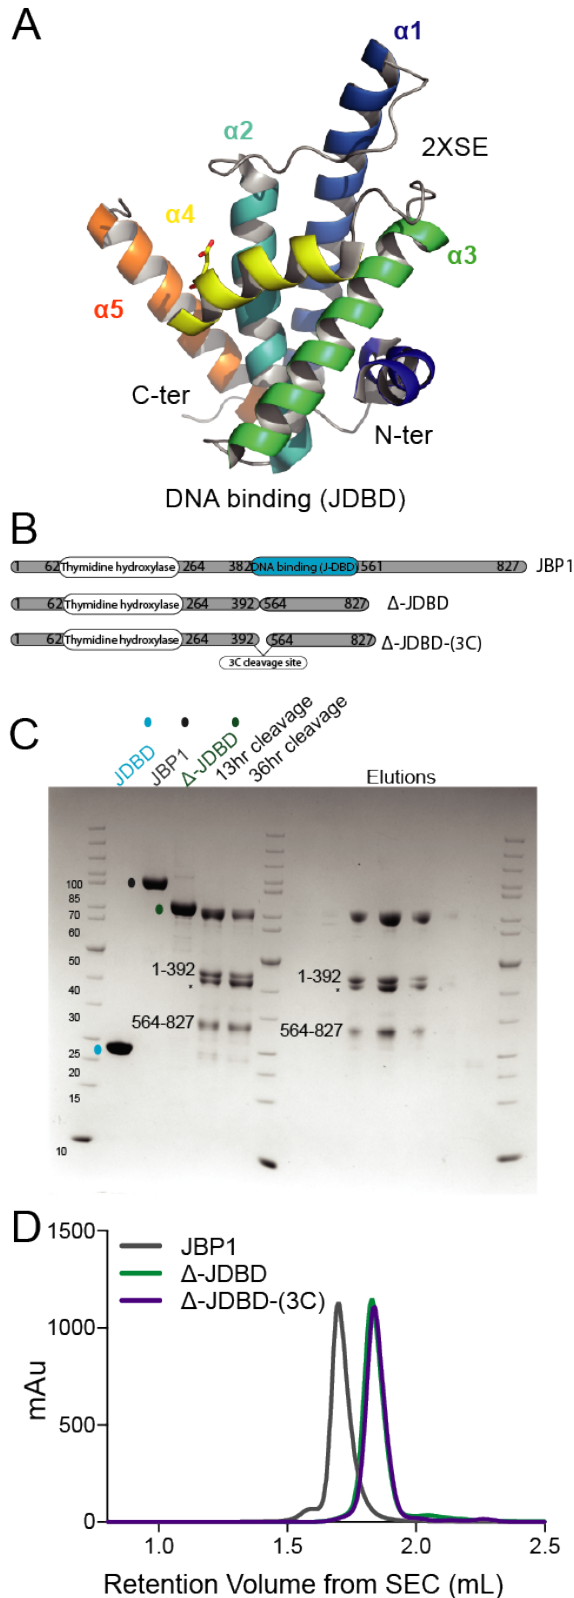 A
α1
α2
2XSE
α4
α3
α5
C-ter
N-ter
DNA binding (JDBD)
B
1 62 Thymidine hydroxylase 264 382 DNA binding (J-DBD) 561 827 JBP1
1 62 Thymidine hydroxylase 264 392 564 827 Δ-JDBD
1 62 Thymidine hydroxylase 264 392 564 827 Δ-JDBD-(3C)
3C cleavage site
C
JDBD
JBP1
Δ-JDBD
13hr cleavage
36hr cleavage
Elutions
100
85
70
60
50
1-392
1-392
40
*
*
30
564-827
564-827
25
20
15
10
D
1500
JBP1
Δ-JDBD
Δ-JDBD-(3C)
1000
mAu
500
0
1.0 1.5 2.0 2.5
Retention Volume from SEC (mL)